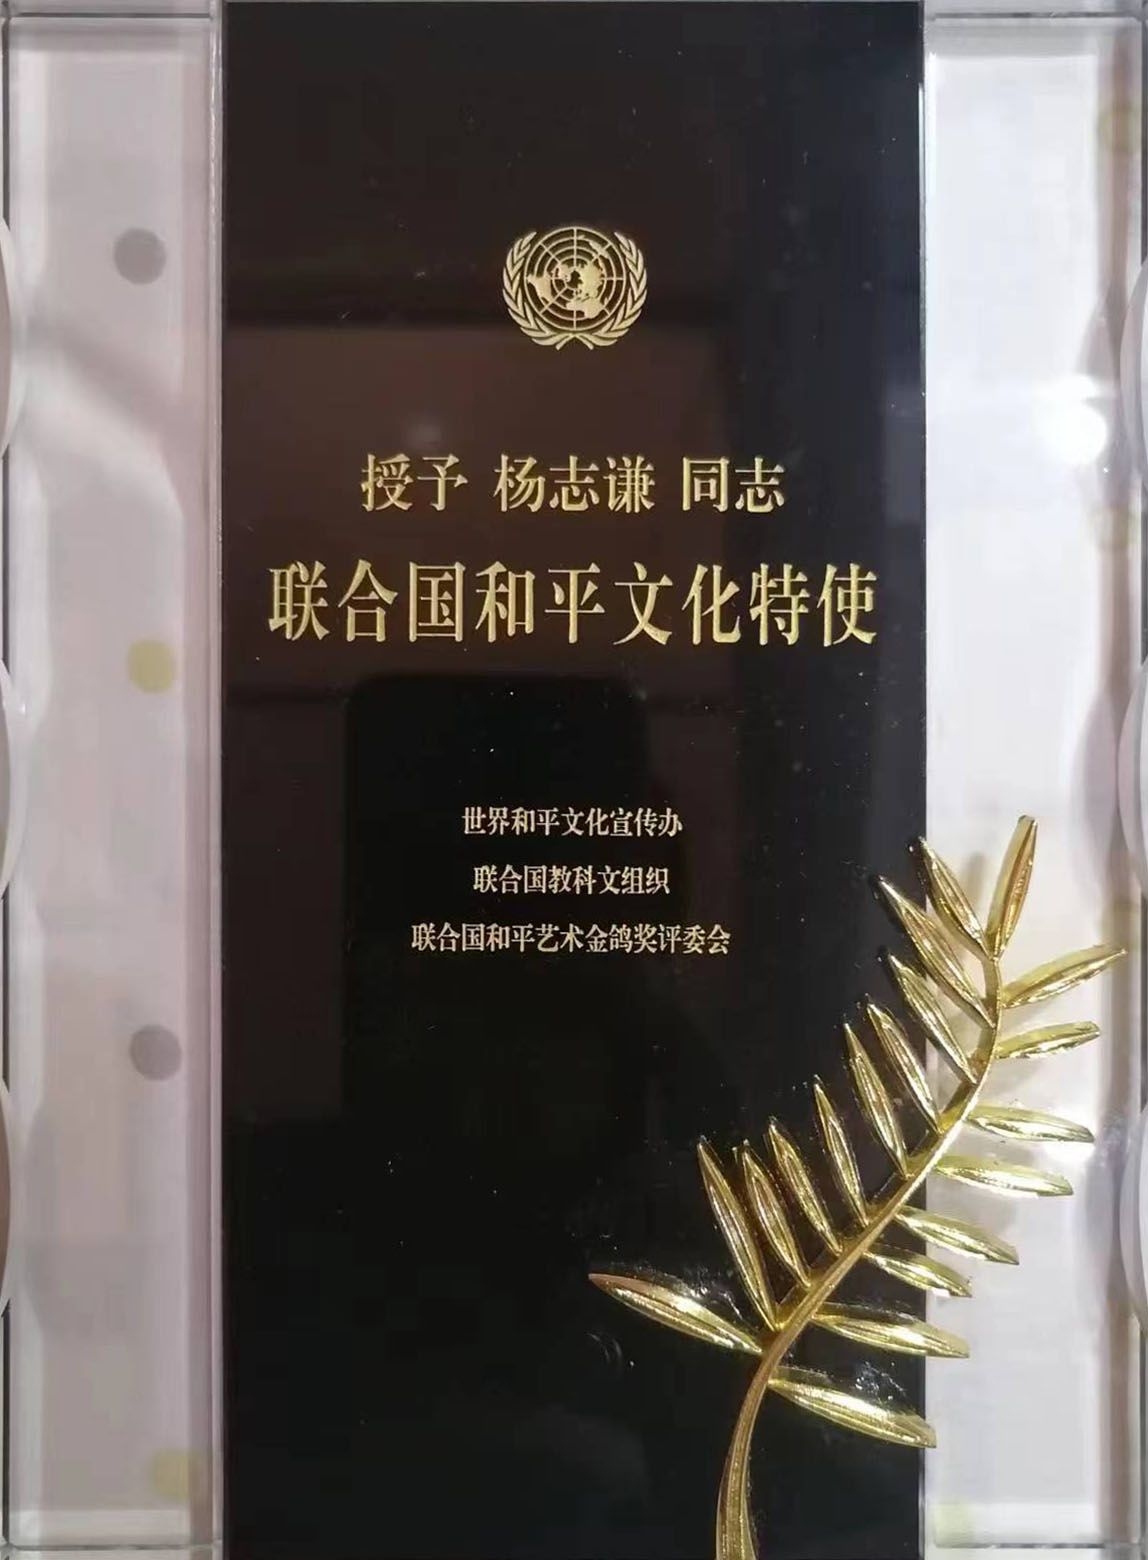 授予 杨志谦 同志
联合国和平文化特使
世界和平文化宣传办
联合国教科文组织
联合国和平艺术金鸽奖评委会